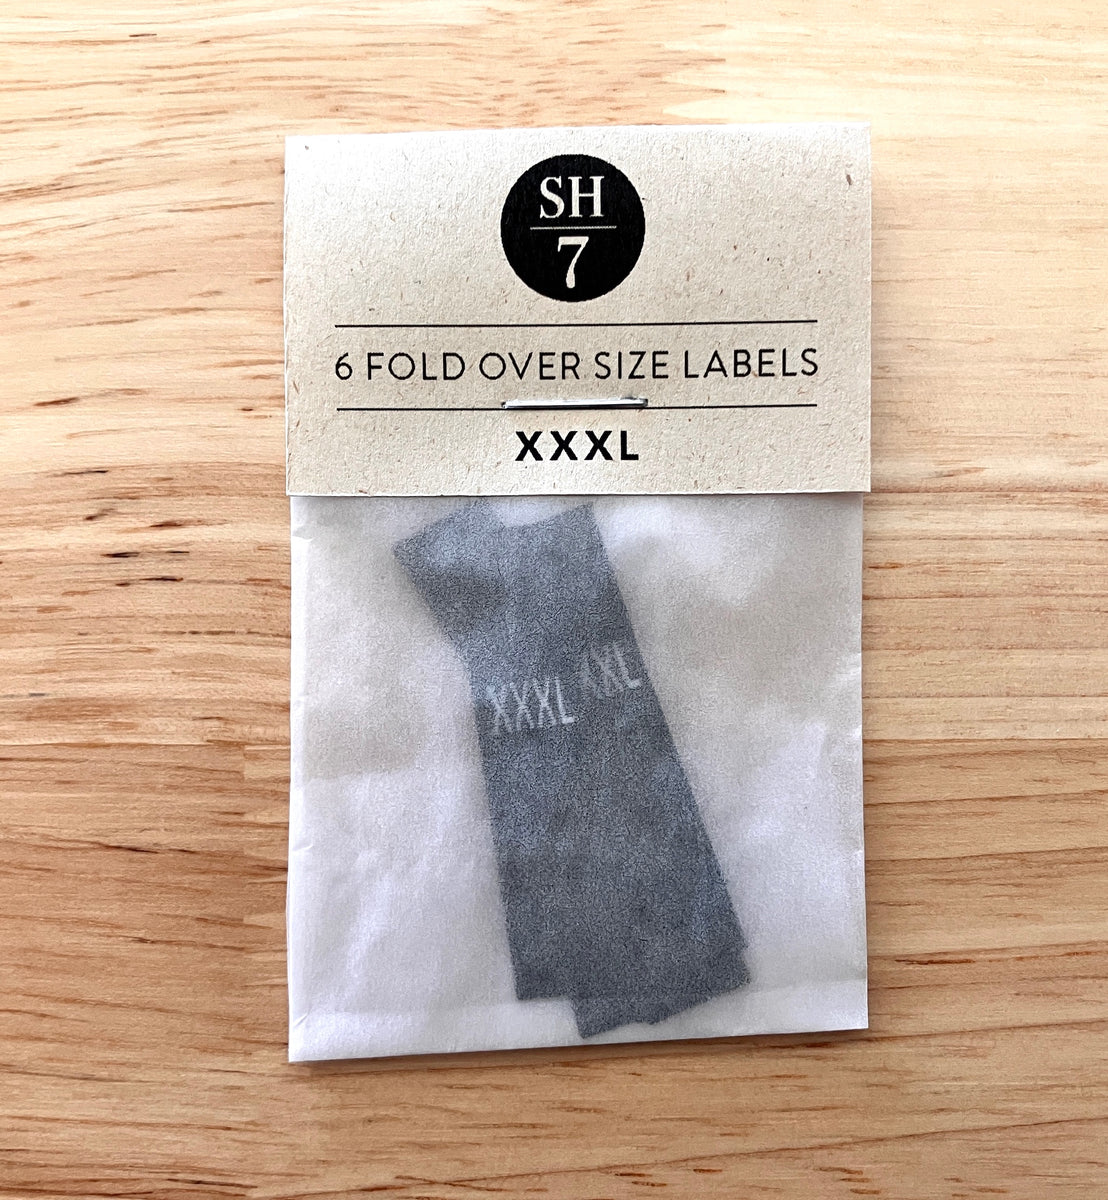 SH
7
6 FOLD OVER SIZE LABELS
XXXL
XXXL XXL